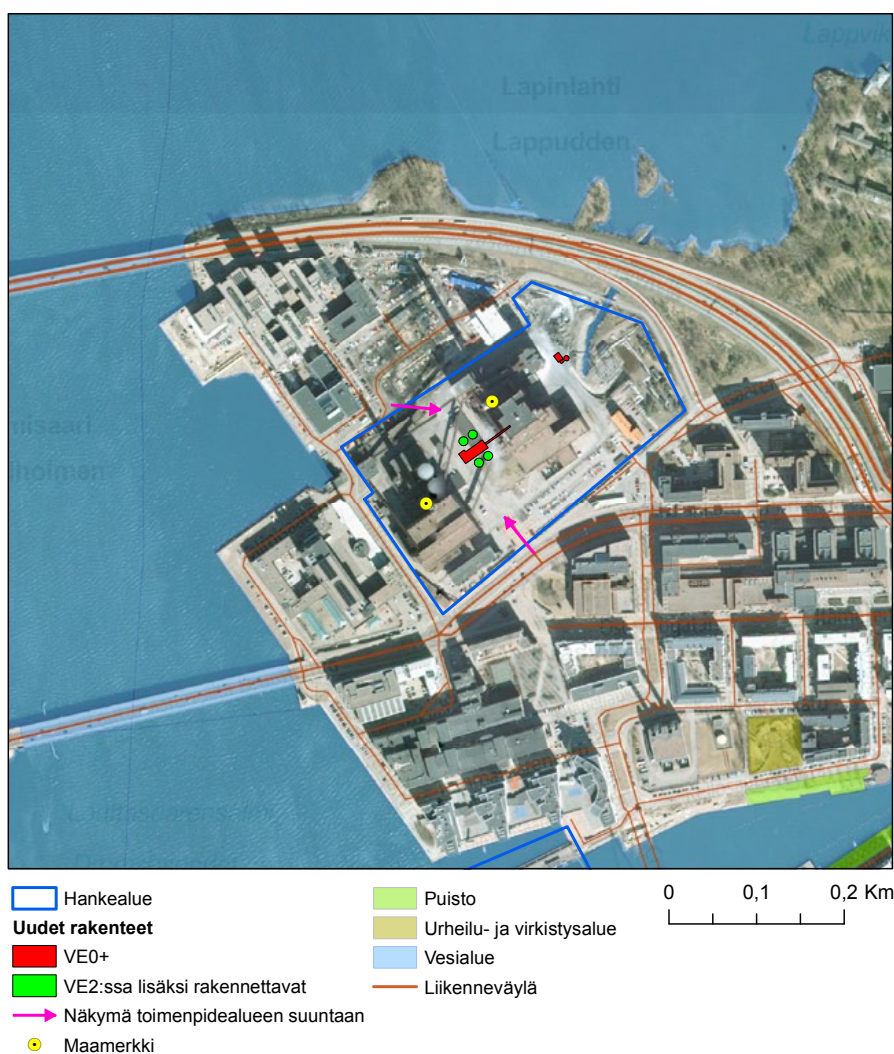 Lappvik
Lapinlahti
Lappudden
Hankealue
Uudet rakenteet
VE0+
VE2:ssa lisäksi rakennettavat
Näkymä toimenpidealueen suuntaan
Maamerkki
Puisto
Urheilu- ja virkistysalue
Vesialue
Liikenneväylä
0 0,1 0,2 Km